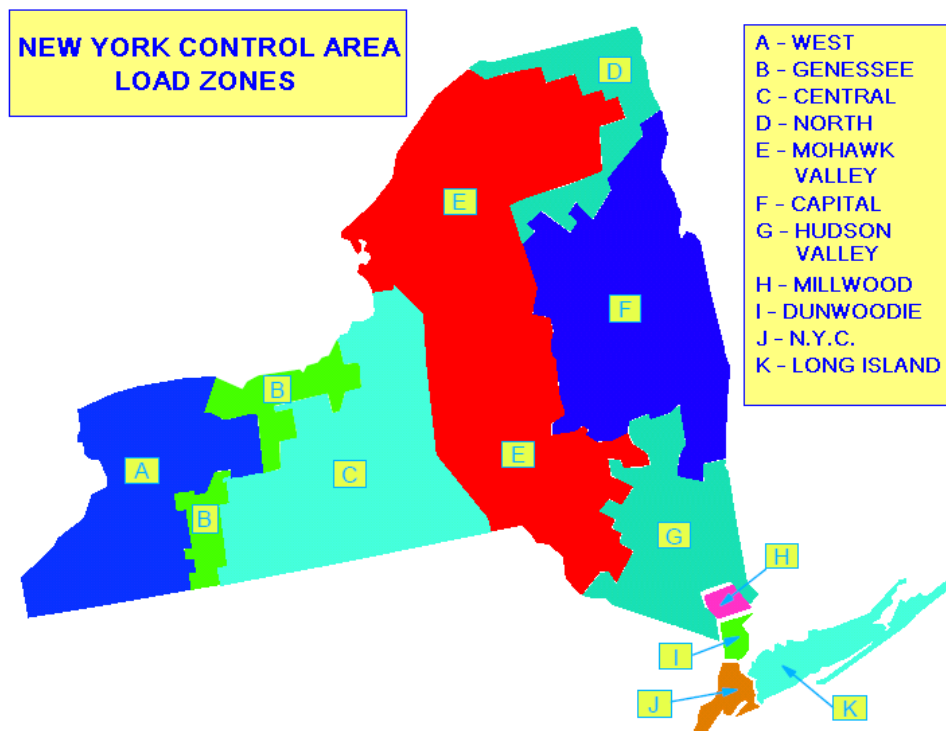 NEW YORK CONTROL AREA
LOAD ZONES
A - WEST
B - GENESSEE
C - CENTRAL
D - NORTH
E - MOHAWK
VALLEY
F - CAPITAL
G - HUDSON
VALLEY
H - MILLWOOD
I - DUNWOODIE
J - N.Y.C.
K - LONG ISLAND
D
E
F
B
A
C
E
B
G
H
I
J
K